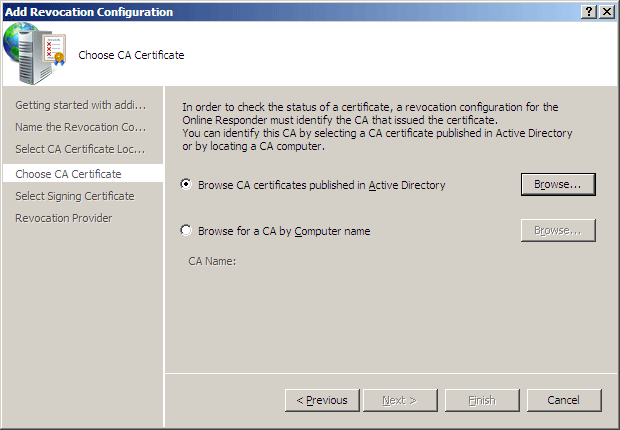 Add Revocation Configuration
Choose CA Certificate
Getting started with addi...
Name the Revocation Co...
Select CA Certificate Loc...
Choose CA Certificate
Select Signing Certificate
Revocation Provider
In order to check the status of a certificate, a revocation configuration for the
Online Responder must identify the CA that issued the certificate.
You can identify this CA by selecting a CA certificate published in Active Directory
or by locating a CA computer.
Browse CA certificates published in Active Directory
Browse...
Browse for a CA by Computer name
Browse...
CA Name:
< Previous
Next >
Finish
Cancel